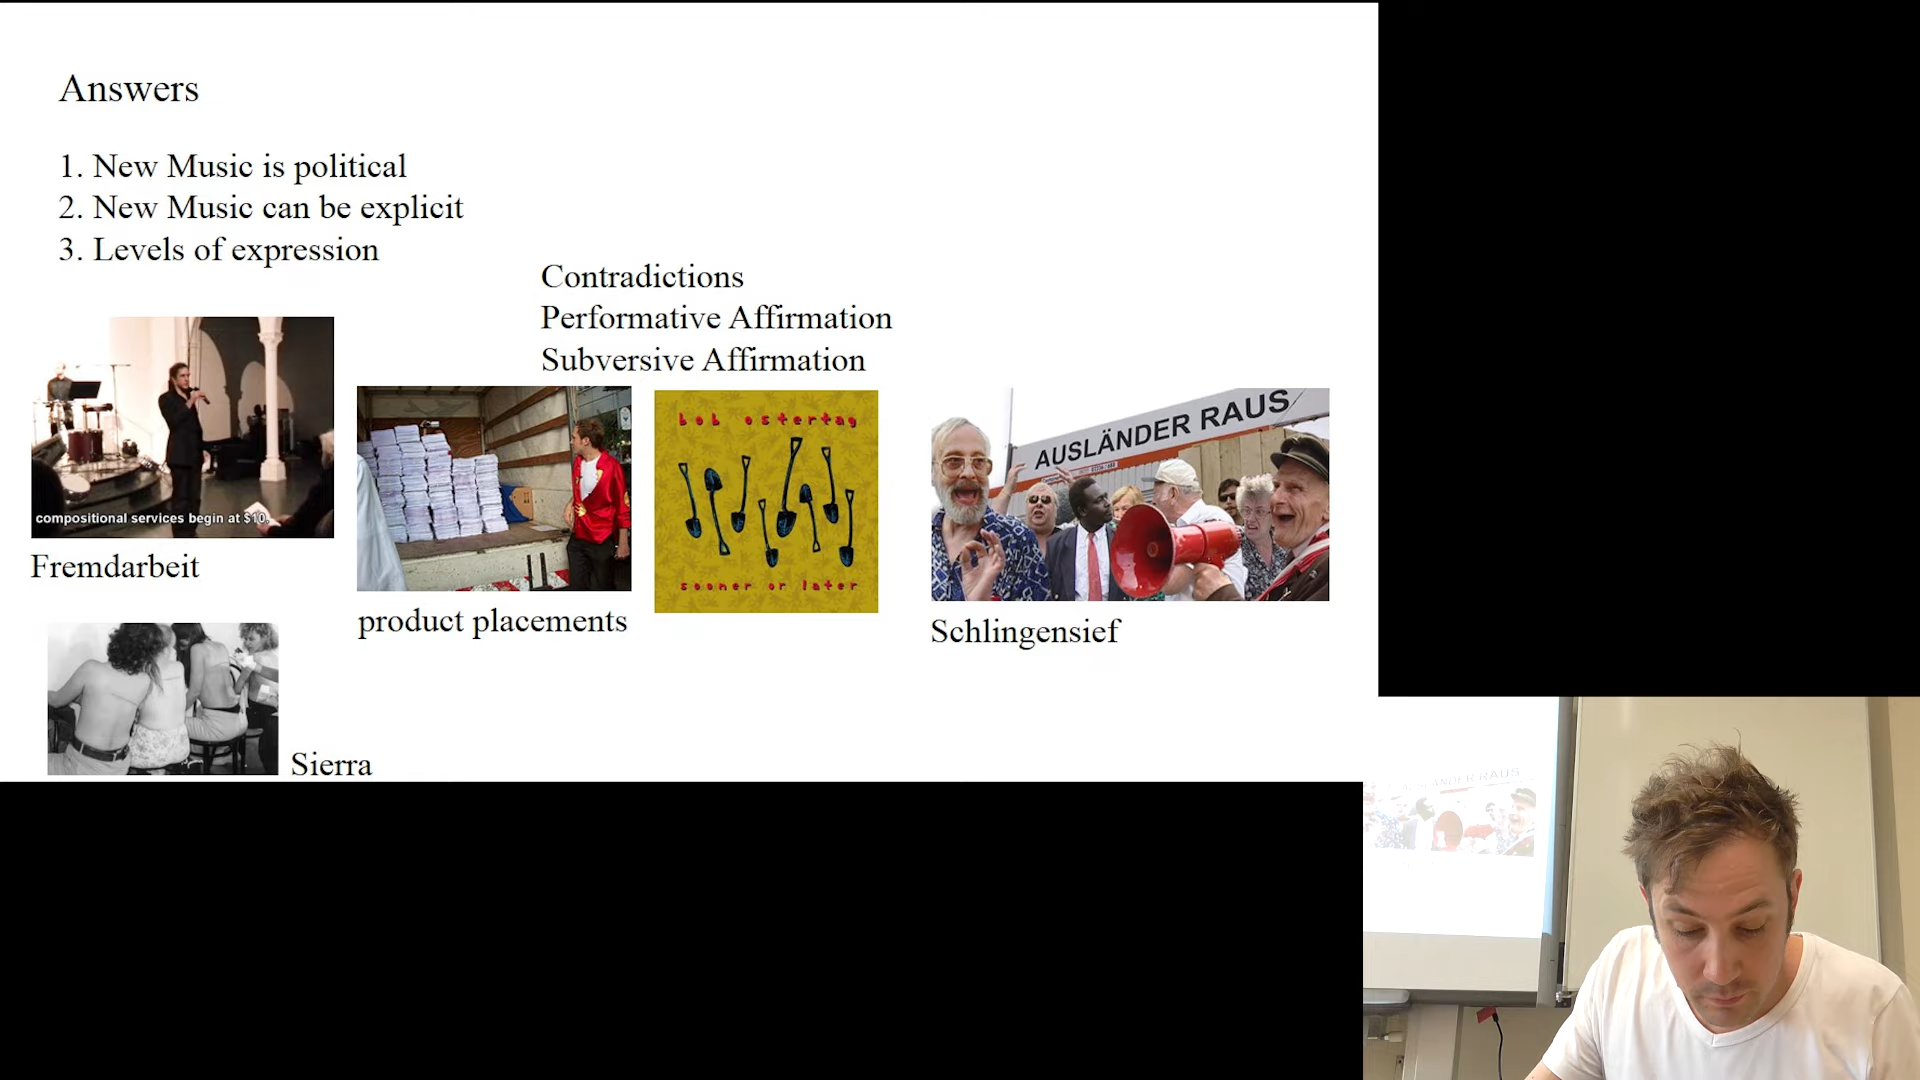 Answers
1. New Music is political
2. New Music can be explicit
3. Levels of expression
Contradictions
Performative Affirmation
Subversive Affirmation
compositional services begin at $10.
Fremdarbeit
product placements
bob ostertag
sooner or later
AUSLÄNDER RAUS
Schlingensief
Sierra
AUSLÄNDER RAUS